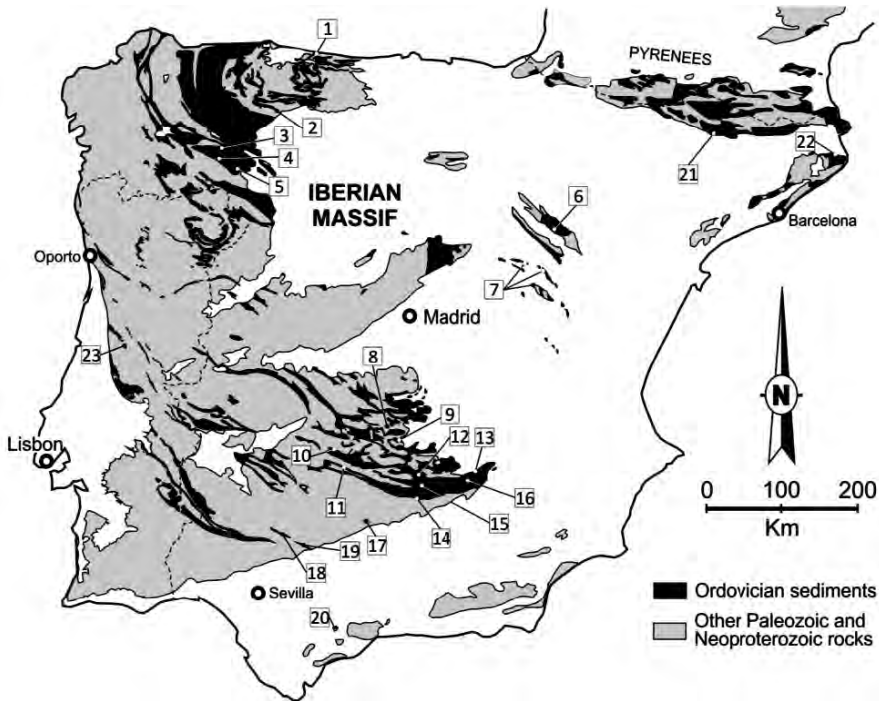 1
PYRENEES
2
3
4
5
22
21
IBERIAN
MASSIF
6
Barcelona
Oporto
7
Madrid
23
8
N
9
12
13
Lisbon
10
16
11
15
14
0 100 200
Km
17
19
18
Sevilla
20
Ordovician sediments
Other Paleozoic and
Neoproterozoic rocks